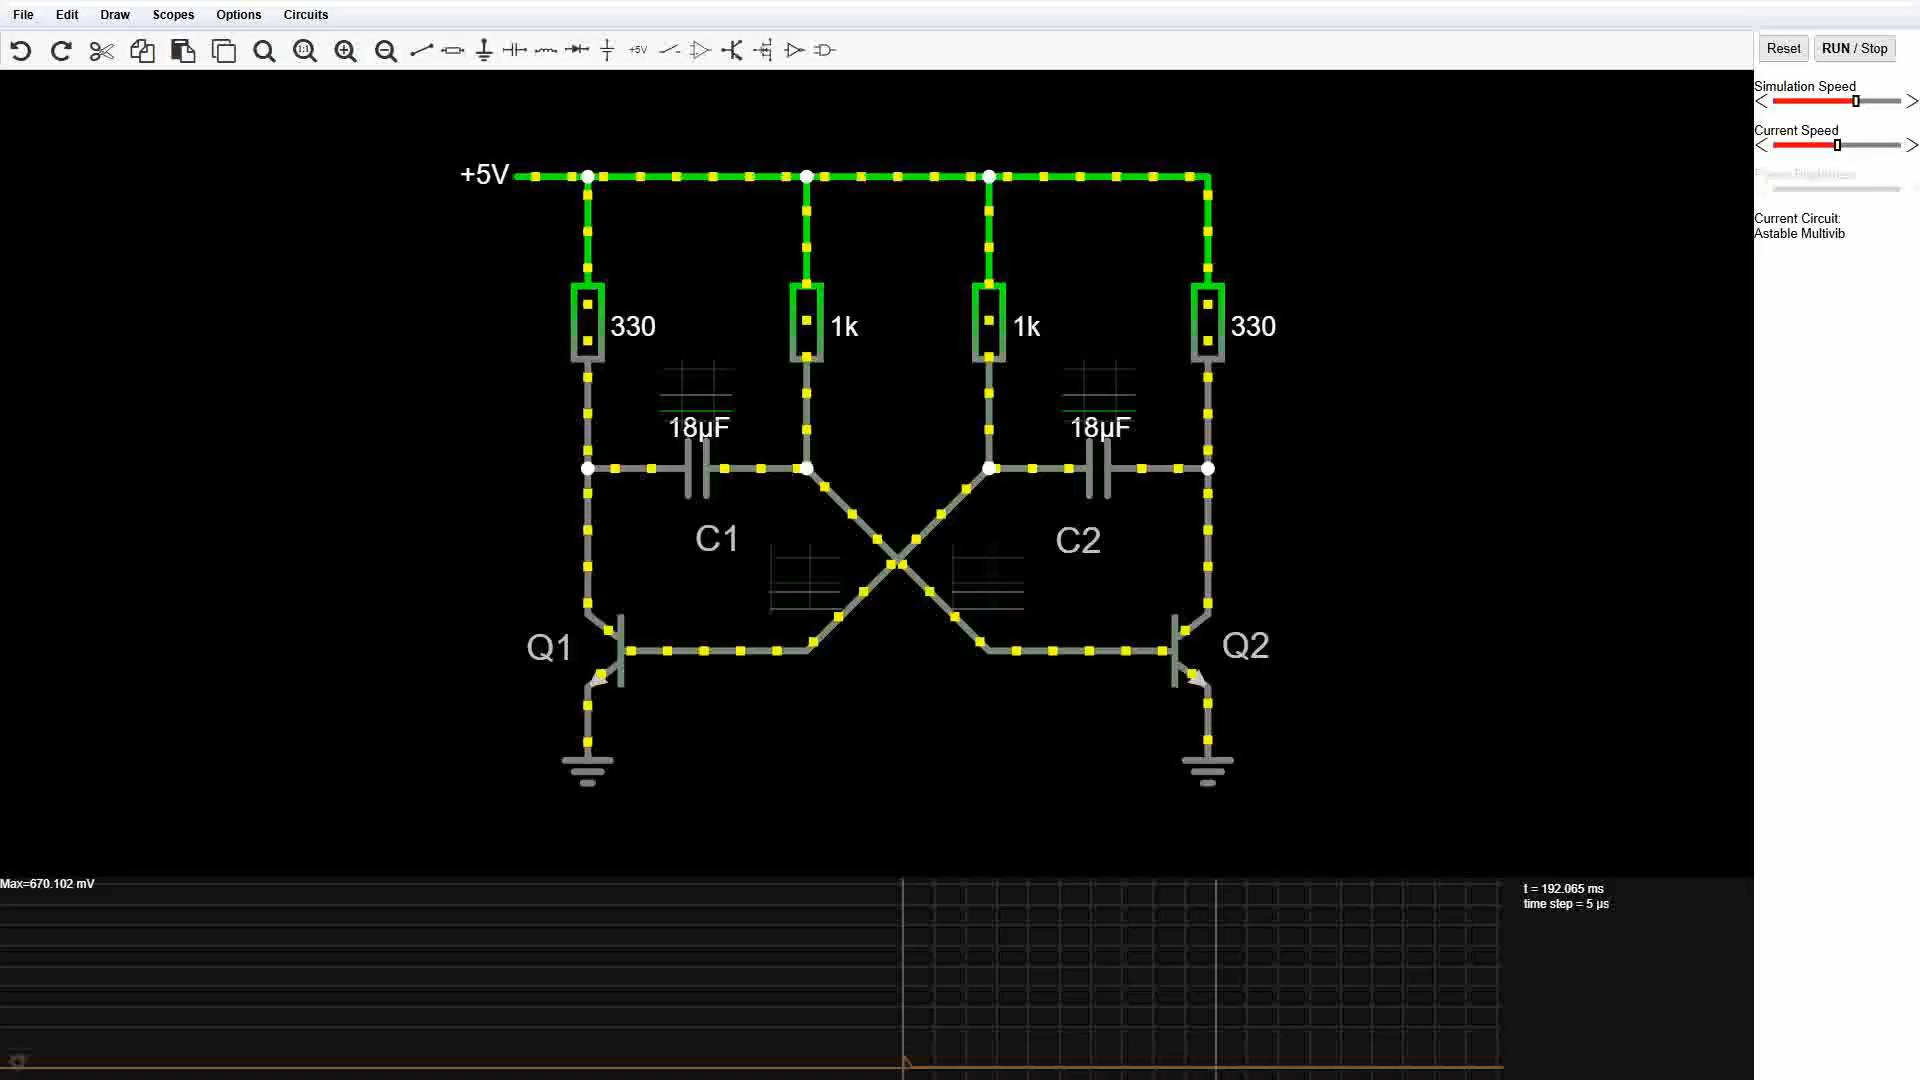 File Edit Draw Scopes Options Circuits
+5V
Reset RUN / Stop
Simulation Speed
Current Speed
Current Circuit:
Astable Multivib
+5V
330 1k 1k 330
18µF 18µF
C1 C2
Q1 Q2
Max=670.102 mV
t = 192.065 ms
time step = 5 µs